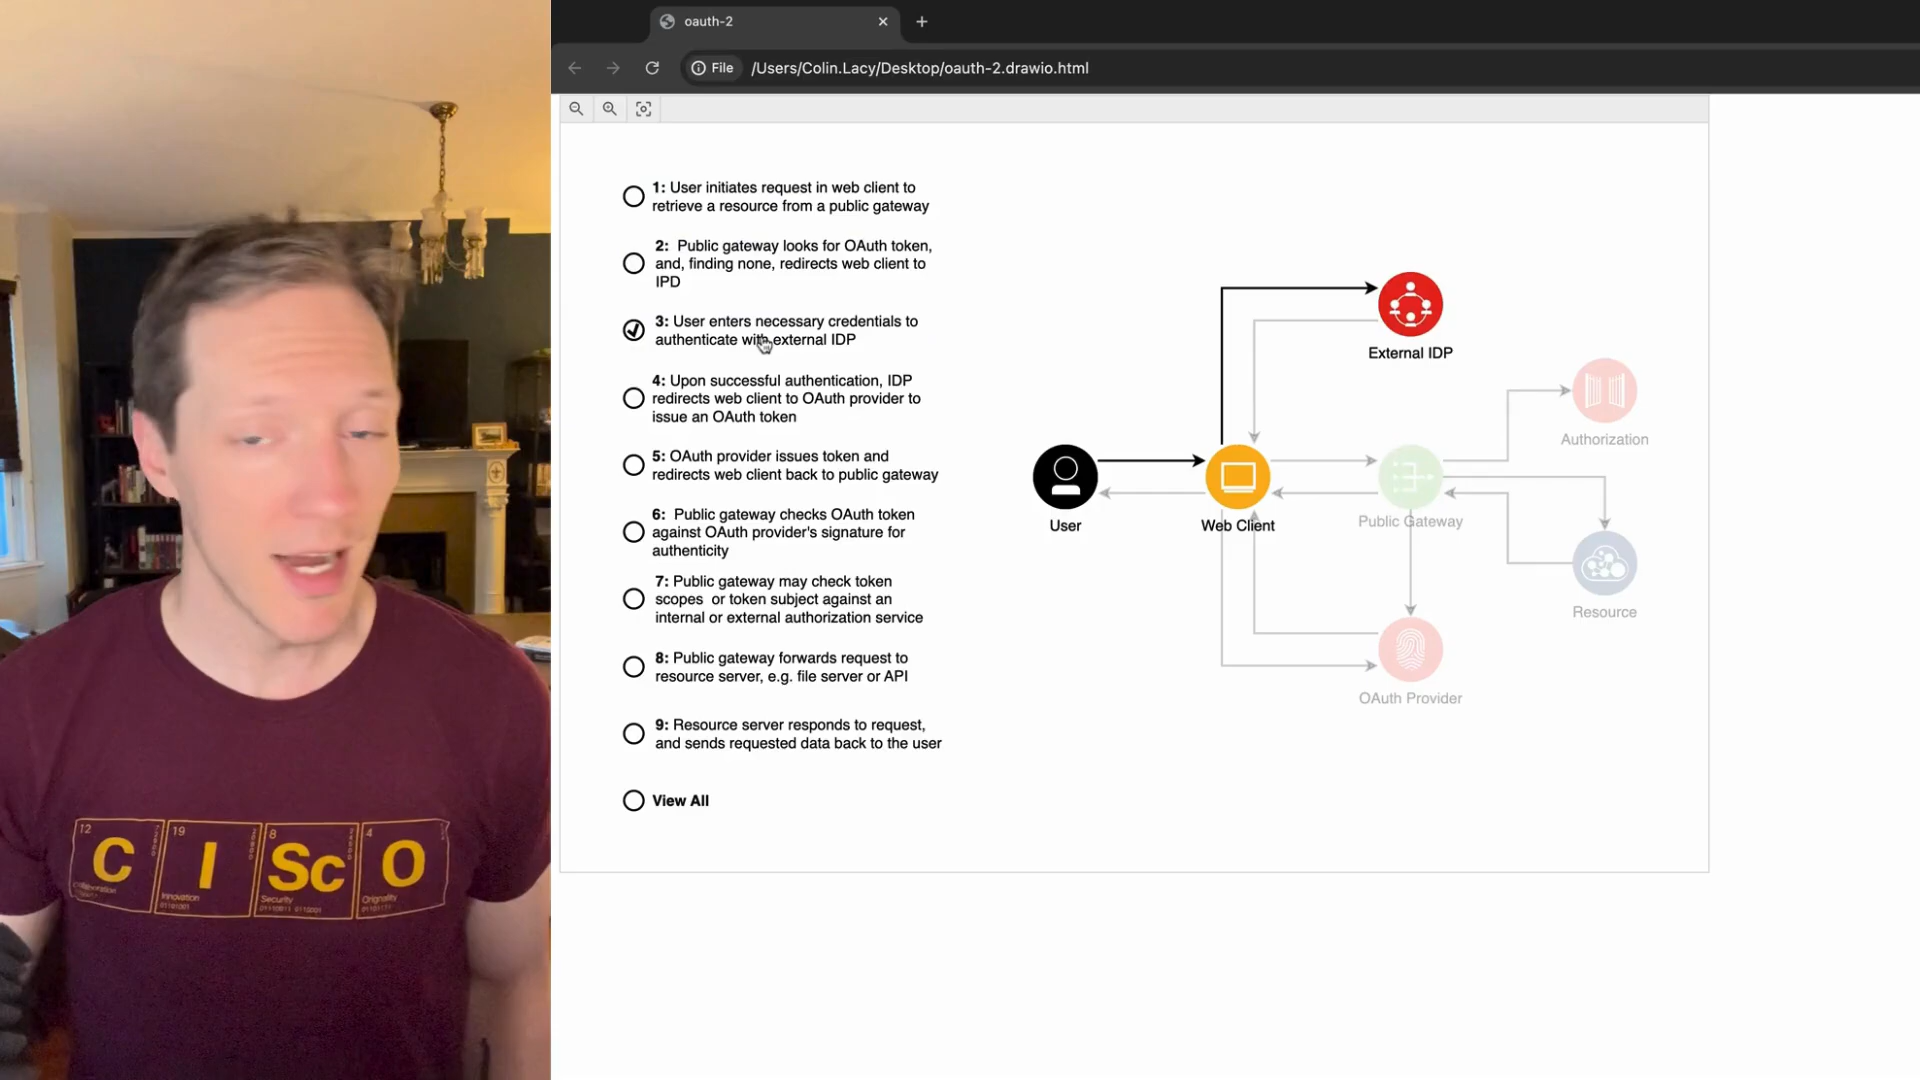 oauth-2
File
/Users/Colin.Lacy/Desktop/oauth-2.drawio.html
1: User initiates request in web client to
retrieve a resource from a public gateway
2: Public gateway looks for OAuth token,
and, finding none, redirects web client to
IPD
3: User enters necessary credentials to
authenticate with external IDP
4: Upon successful authentication, IDP
redirects web client to OAuth provider to
issue an OAuth token
5: OAuth provider issues token and
redirects web client back to public gateway
6: Public gateway checks OAuth token
against OAuth provider's signature for
authenticity
7: Public gateway may check token
scopes or token subject against an
internal or external authorization service
8: Public gateway forwards request to
resource server, e.g. file server or API
9: Resource server responds to request,
and sends requested data back to the user
View All
External IDP
Authorization
User
Web Client
Public Gateway
Resource
OAuth Provider
12 19 8 4
C I Sc O
Collaboration Innovation Security Originality